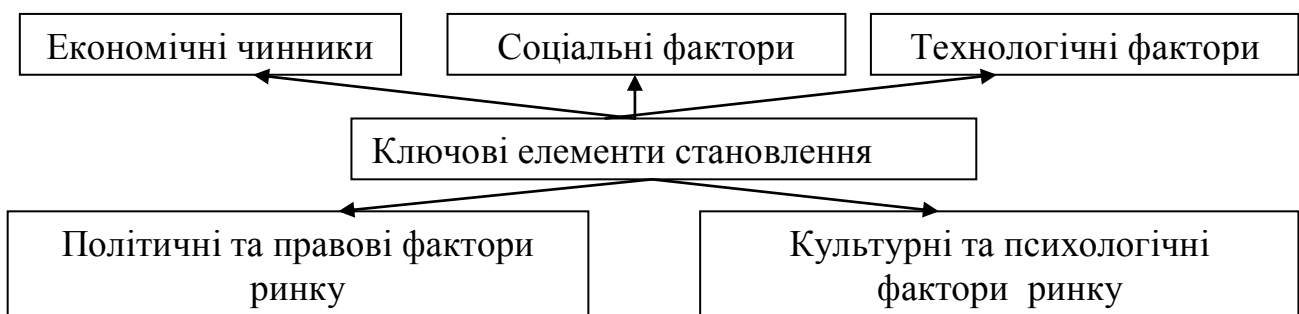 Економічні чинники
Соціальні фактори
Технологічні фактори
Ключові елементи становлення
Політичні та правові фактори
ринку
Культурні та психологічні
фактори ринку